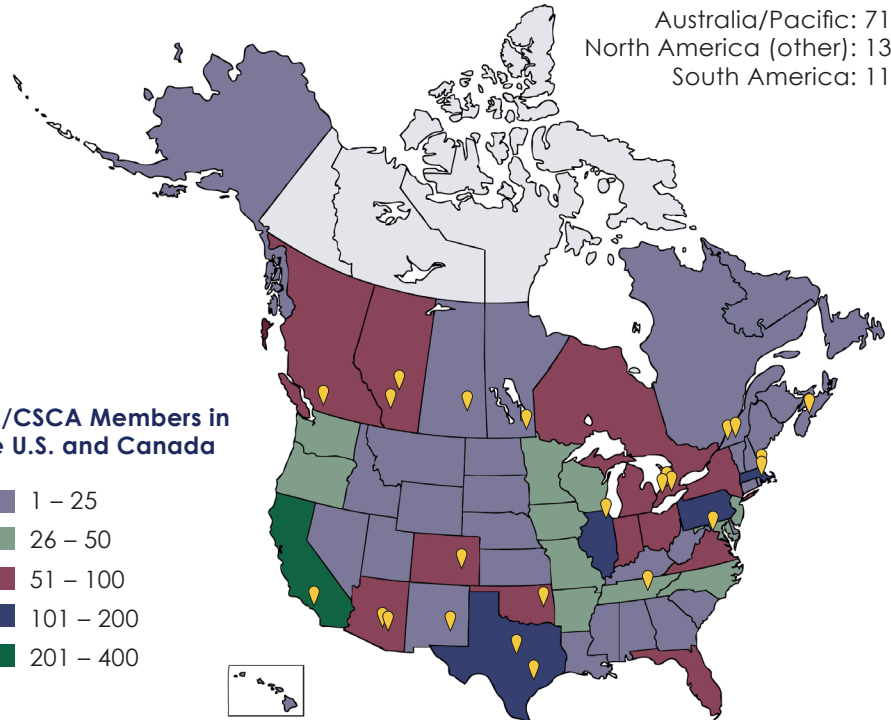 Australia/Pacific: 71
North America (other): 13
South America: 11
/CSCA Members in
U.S. and Canada
1 – 25
26 – 50
51 – 100
101 – 200
201 – 400